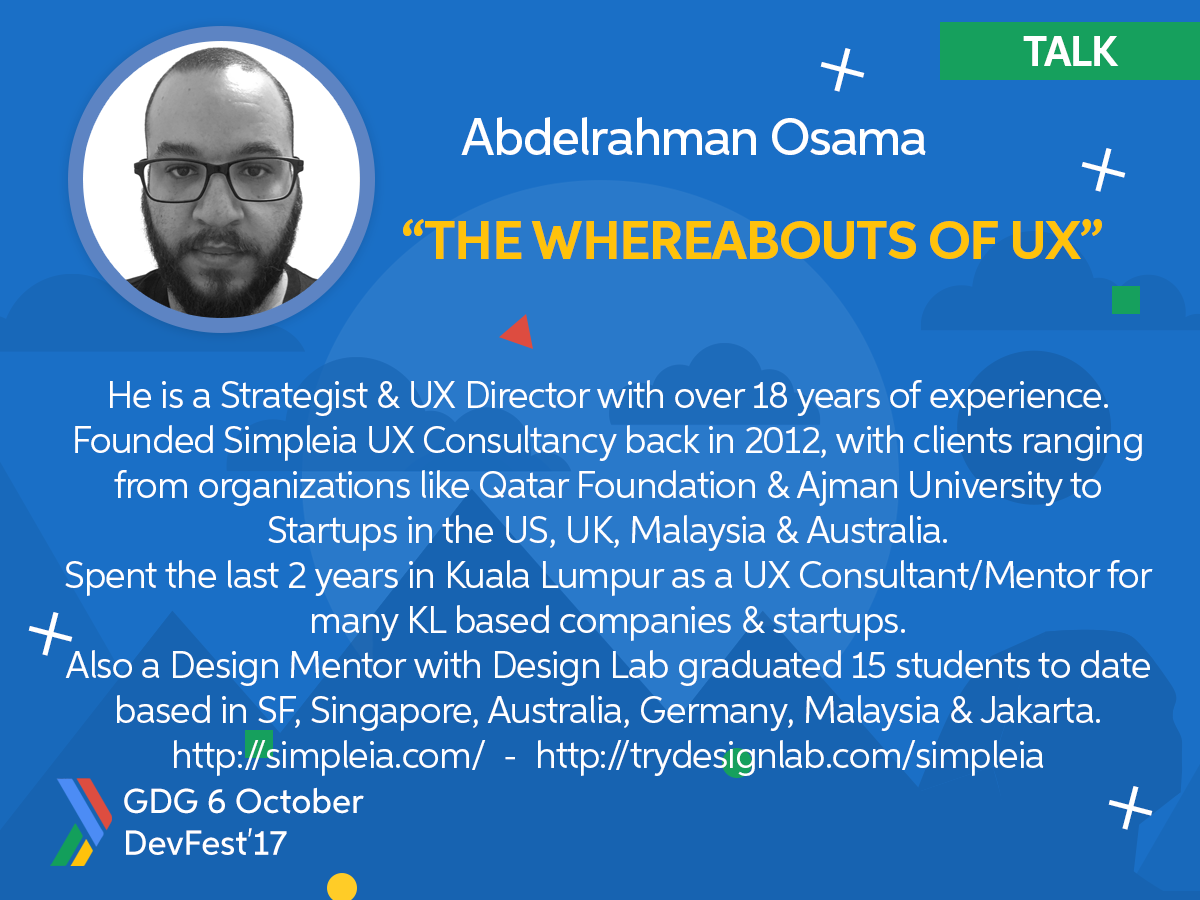 TALK
Abdelrahman Osama
“THE WHEREABOUTS OF UX”
He is a Strategist & UX Director with over 18 years of experience.
Founded Simpleia UX Consultancy back in 2012, with clients ranging
from organizations like Qatar Foundation & Ajman University to
Startups in the US, UK, Malaysia & Australia.
Spent the last 2 years in Kuala Lumpur as a UX Consultant/Mentor for
many KL based companies & startups.
Also a Design Mentor with Design Lab graduated 15 students to date
based in SF, Singapore, Australia, Germany, Malaysia & Jakarta.
http://simpleia.com/ - http://trydesignlab.com/simpleia
GDG 6 October
DevFest'17